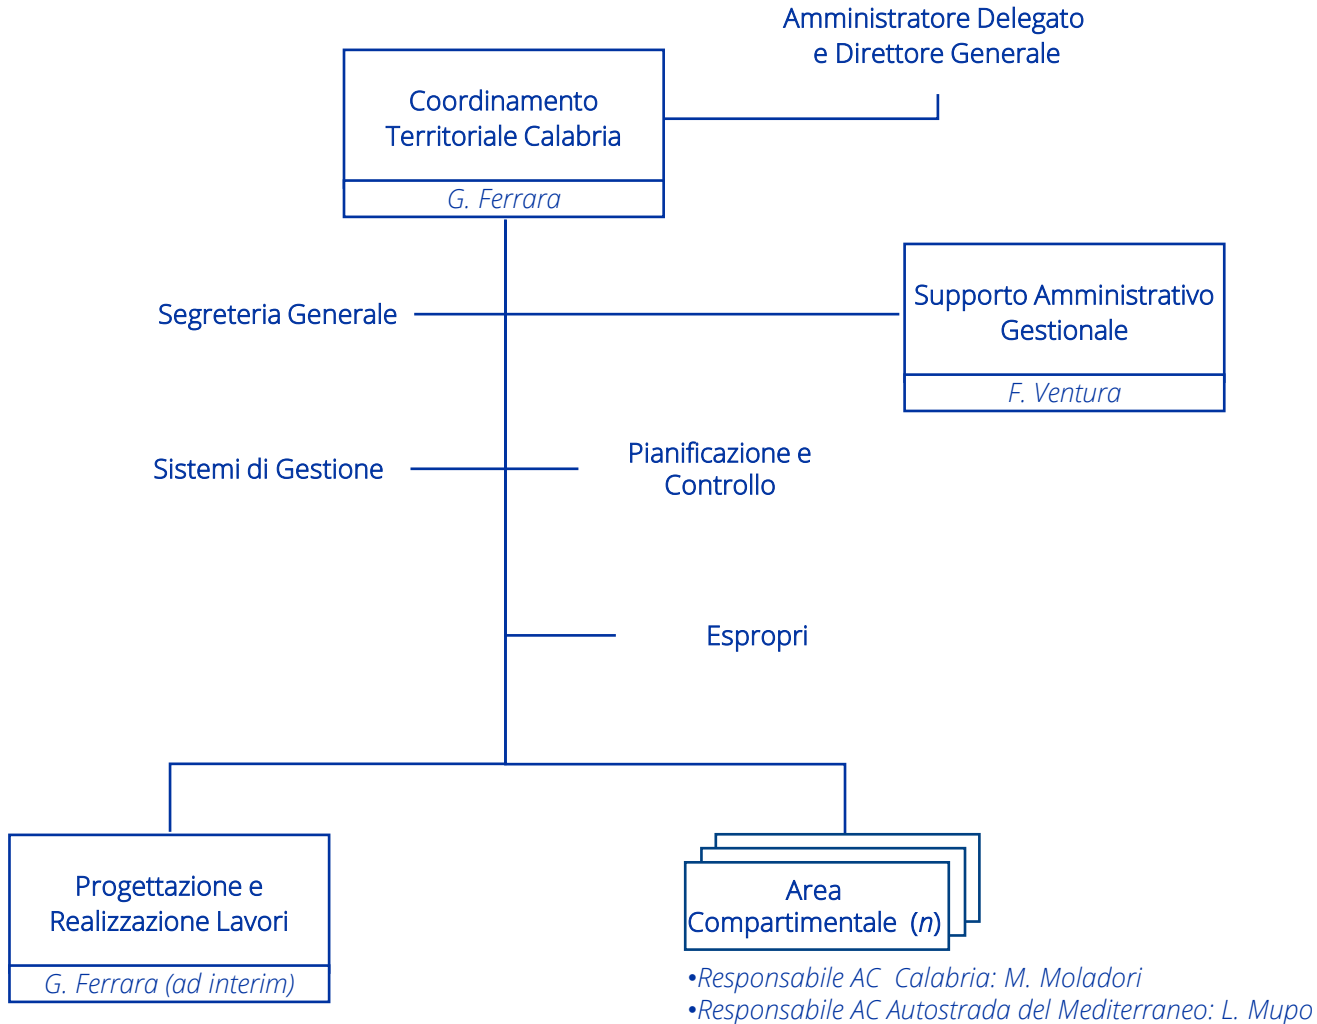 Amministratore Delegato
e Direttore Generale
Coordinamento
Territoriale Calabria
G. Ferrara
Segreteria Generale
Supporto Amministrativo
Gestionale
F. Ventura
Sistemi di Gestione
Pianificazione e
Controllo
Espropri
Progettazione e
Realizzazione Lavori
G. Ferrara (ad interim)
Area
Compartimentale (n)
•Responsabile AC Calabria: M. Moladori
•Responsabile AC Autostrada del Mediterraneo: L. Mupo